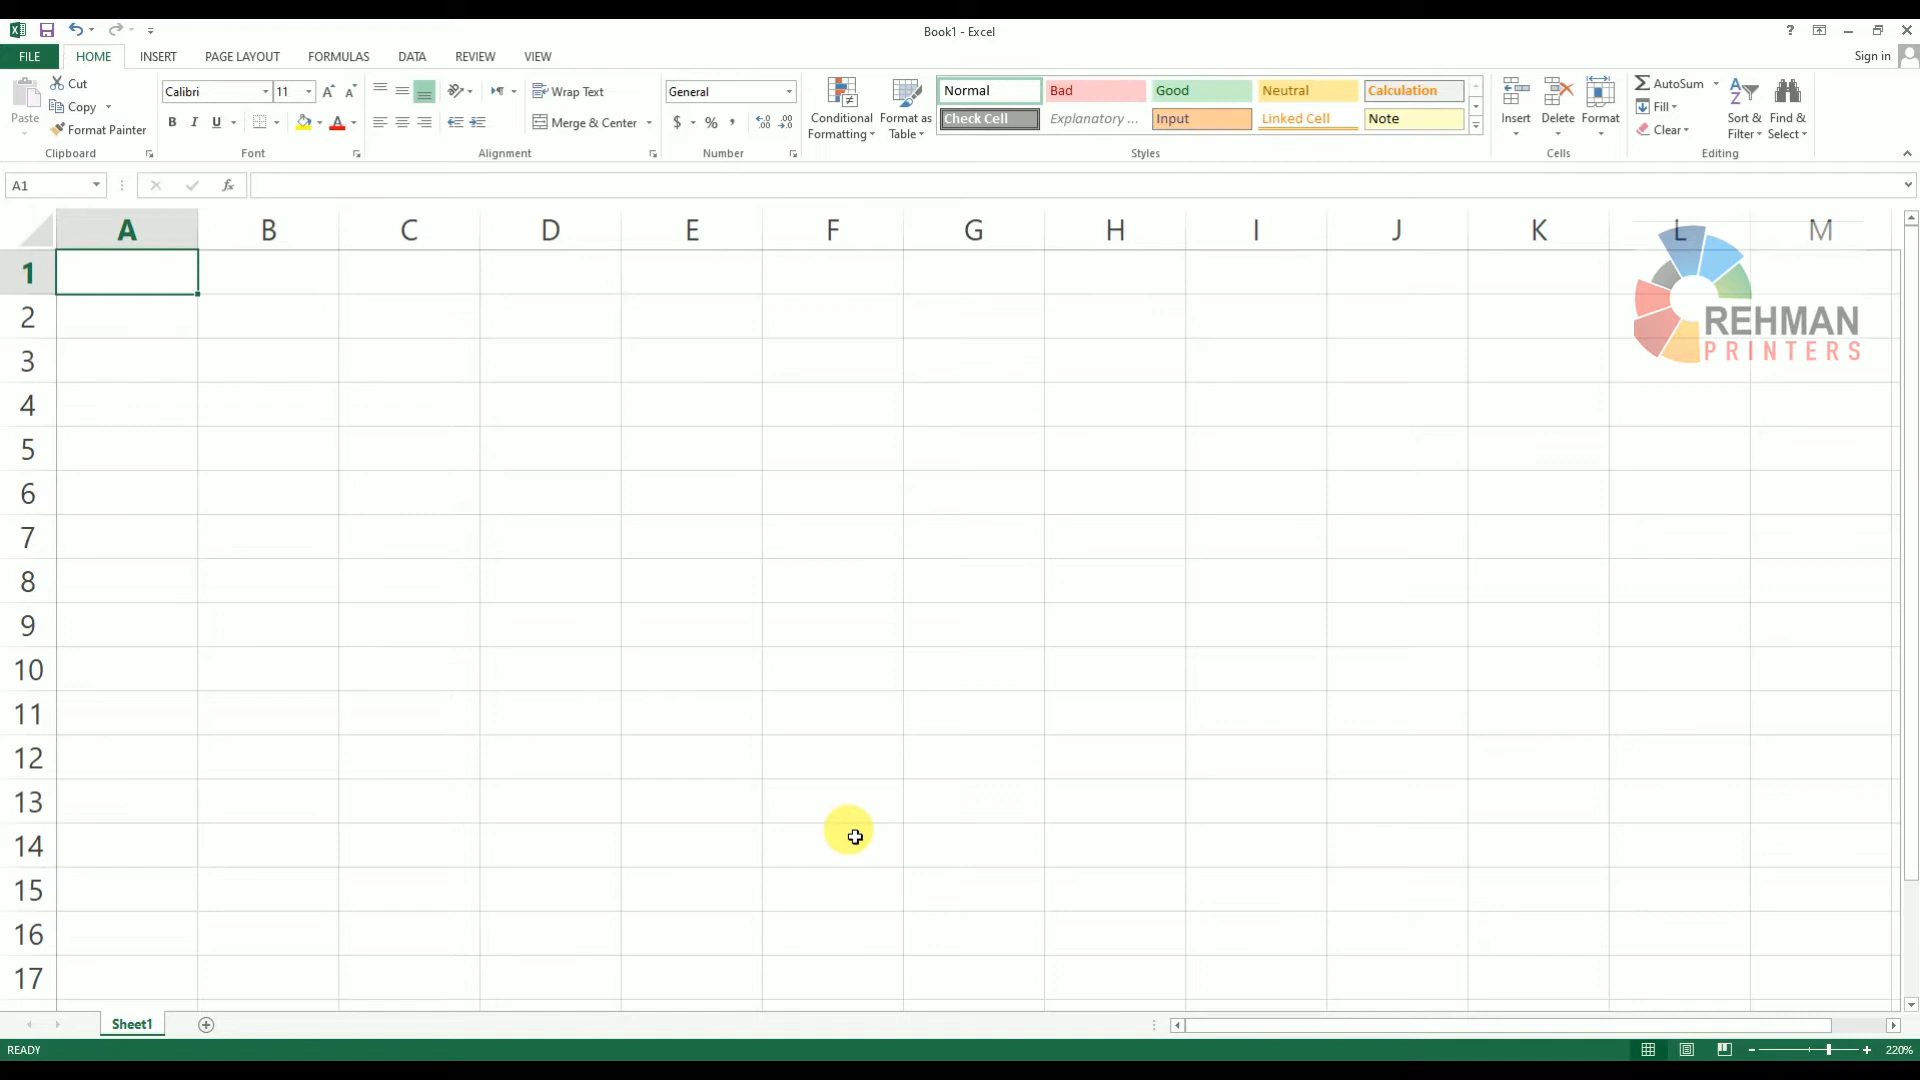 Book1 - Excel
Sign in
FILE HOME INSERT PAGE LAYOUT FORMULAS DATA REVIEW VIEW
Paste
Cut
Copy
Format Painter
Clipboard
Calibri 11
B I U
Font
Wrap Text
Merge & Center
Alignment
General
$ % ,
Number
Conditional Formatting
Format as Table
Normal Bad Good Neutral Calculation
Check Cell Explanatory ... Input Linked Cell Note
Styles
Insert Delete Format
Cells
AutoSum
Fill
Clear
Sort & Filter
Find & Select
Editing
A1
fx
A B C D E F G H I J K L M
1
2
3
4
5
6
7
8
9
10
11
12
13
14
15
16
17
REHMAN
PRINTERS
Sheet1
READY
220%